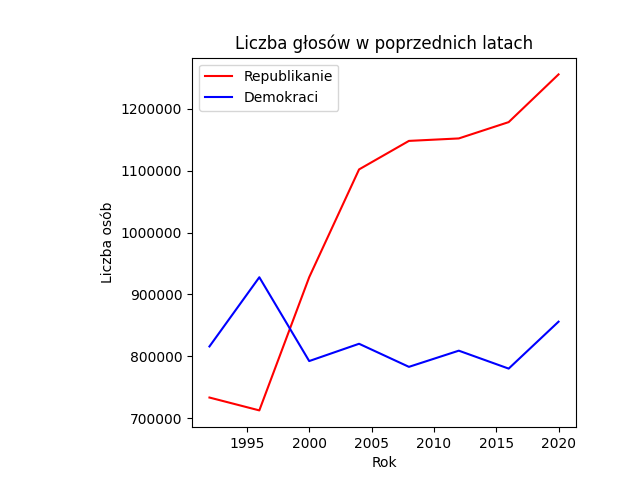 Liczba głosów w poprzednich latach
Republikanie
Demokraci
1200000
1100000
1000000
900000
800000
700000
Liczba osób
1995
2000
2005
2010
2015
2020
Rok